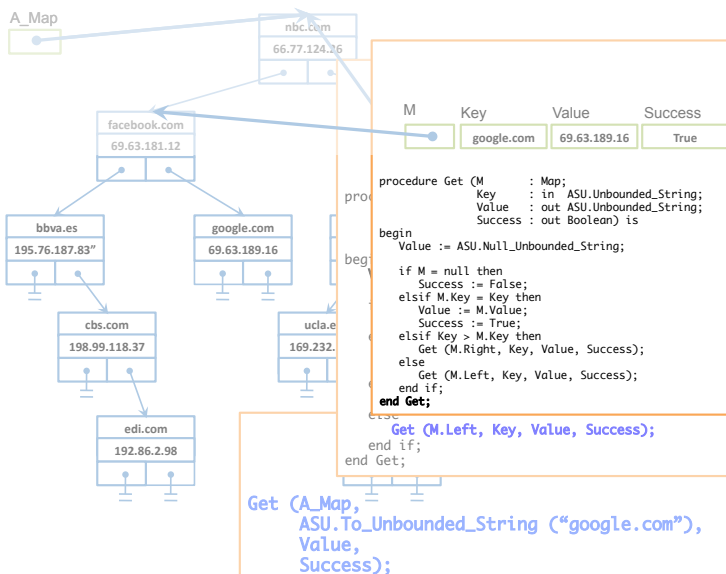 A_Map
nbc.com
66.77.124.26
facebook.com
69.63.181.12
bbva.es
195.76.187.83”
google.com
69.63.189.16
cbs.com
198.99.118.37
ucla.e
169.232.
edi.com
192.86.2.98
M Key Value Success
google.com 69.63.189.16 True
procedure Get (M : Map;
Key : in ASU.Unbounded_String;
Value : out ASU.Unbounded_String;
Success : out Boolean) is
begin
Value := ASU.Null_Unbounded_String;
if M = null then
Success := False;
elsif M.Key = Key then
Value := M.Value;
Success := True;
elsif Key > M.Key then
Get (M.Right, Key, Value, Success);
else
Get (M.Left, Key, Value, Success);
end if;
end Get;
else
Get (M.Left, Key, Value, Success);
end if;
end Get;
Get (A_Map,
ASU.To_Unbounded_String (“google.com”),
Value,
Success);